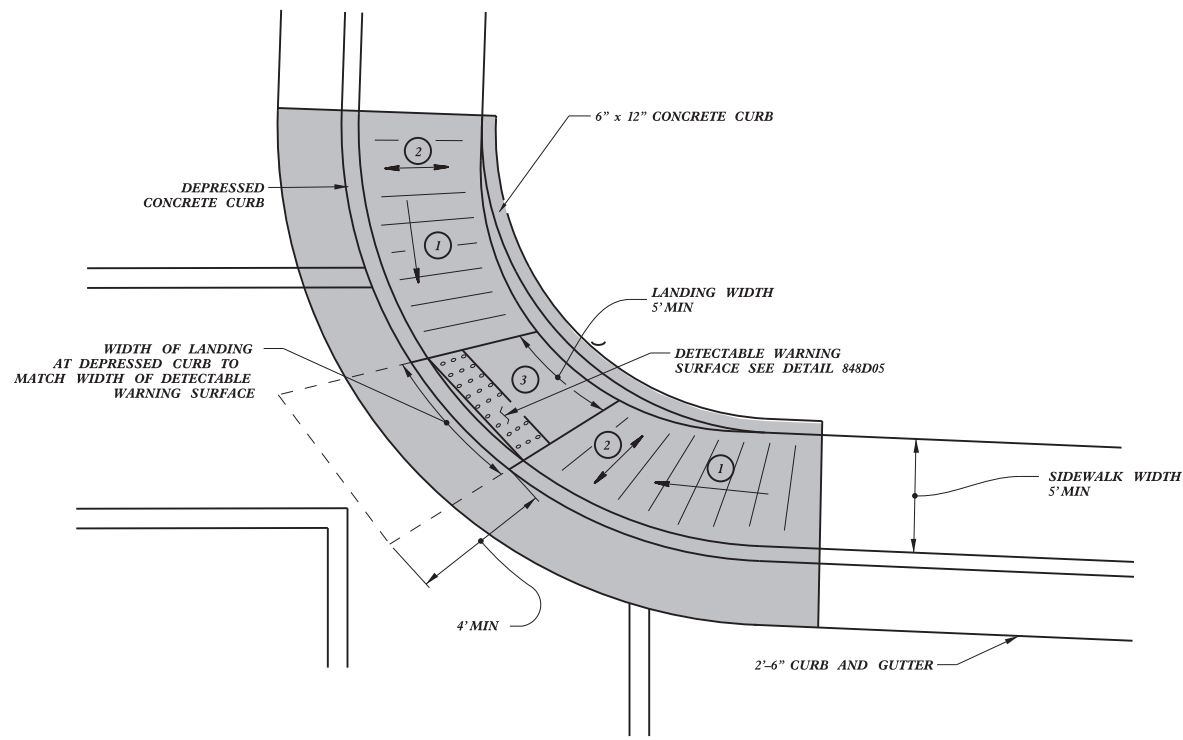 6” x 12” CONCRETE CURB
2
DEPRESSED
CONCRETE CURB
1
LANDING WIDTH
5’ MIN
WIDTH OF LANDING
AT DEPRESSED CURB TO
MATCH WIDTH OF DETECTABLE
WARNING SURFACE
DETECTABLE WARNING
SURFACE SEE DETAIL 848D05
3
2
1
SIDEWALK WIDTH
5’ MIN
4’ MIN
2’–6” CURB AND GUTTER